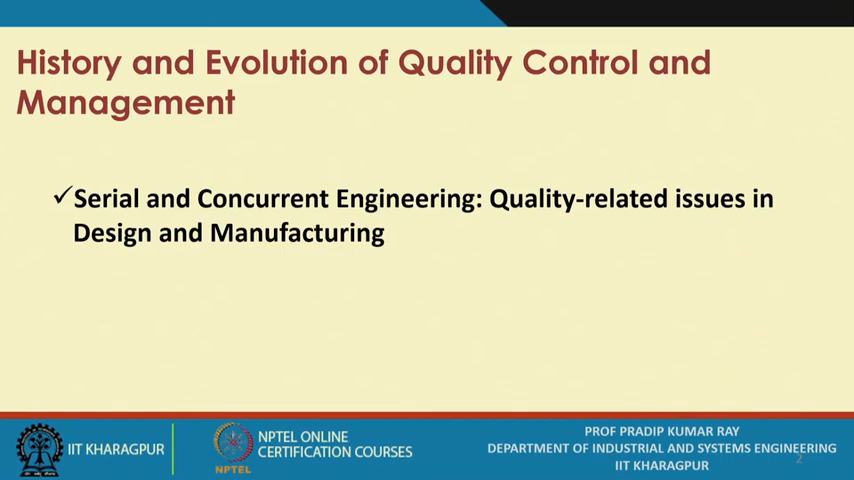 History and Evolution of Quality Control and
Management
✓Serial and Concurrent Engineering: Quality-related issues in
Design and Manufacturing
IIT KHARAGPUR
NPTEL
NPTEL ONLINE
CERTIFICATION COURSES
PROF PRADIP KUMAR RAY
DEPARTMENT OF INDUSTRIAL AND SYSTEMS ENGINEERING
IIT KHARAGPUR
2